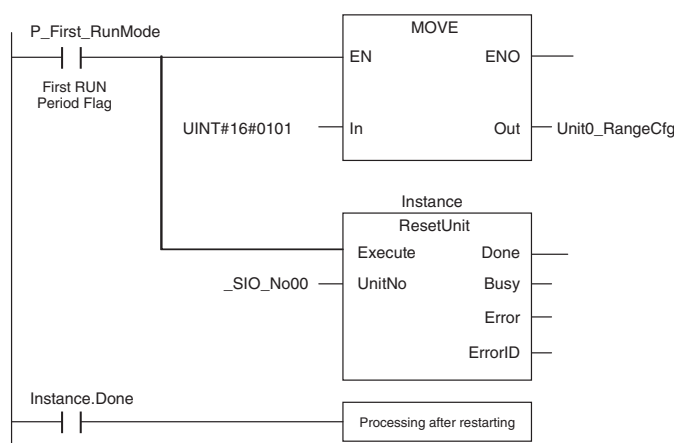 P_First_RunMode
First RUN
Period Flag
MOVE
EN ENO
UINT#16#0101 In Out Unit0_RangeCfg
Instance
ResetUnit
Execute Done
_SIO_No00 UnitNo Busy
Error
ErrorID
Instance.Done
Processing after restarting